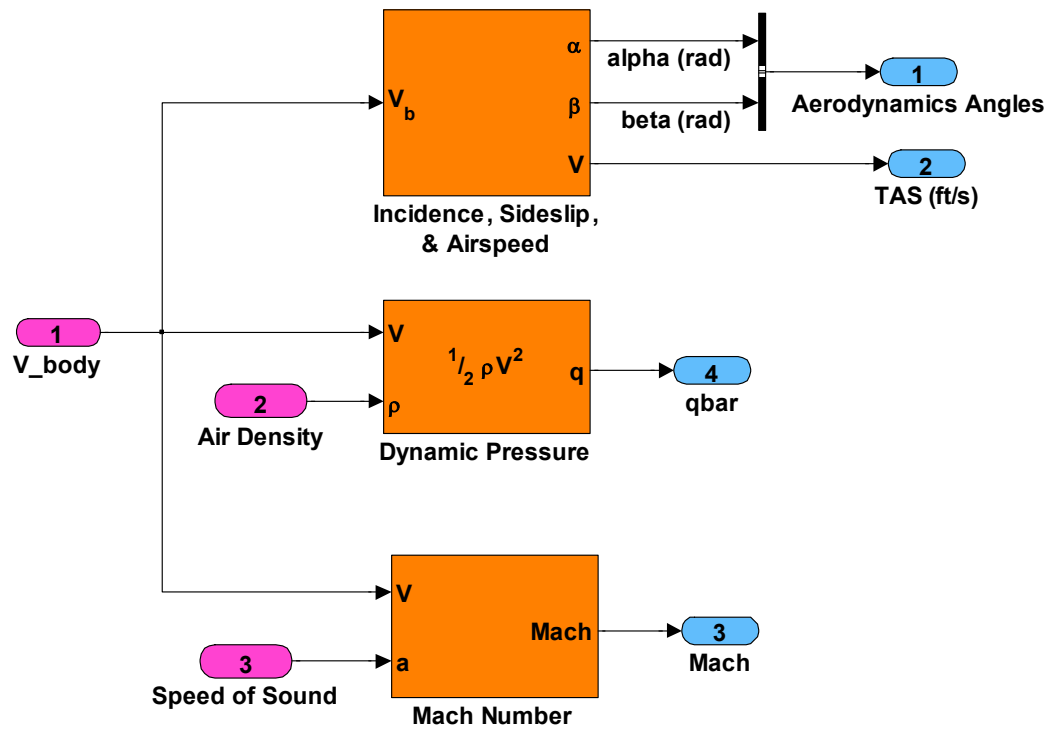 α
alpha (rad)
1
Aerodynamics Angles
V_b
β
beta (rad)
V
2
TAS (ft/s)
Incidence, Sideslip,
& Airspeed
1
V_body
V
1/2 ρV²
q
4
qbar
2
Air Density
ρ
Dynamic Pressure
V
Mach
3
Mach
3
Speed of Sound
a
Mach Number